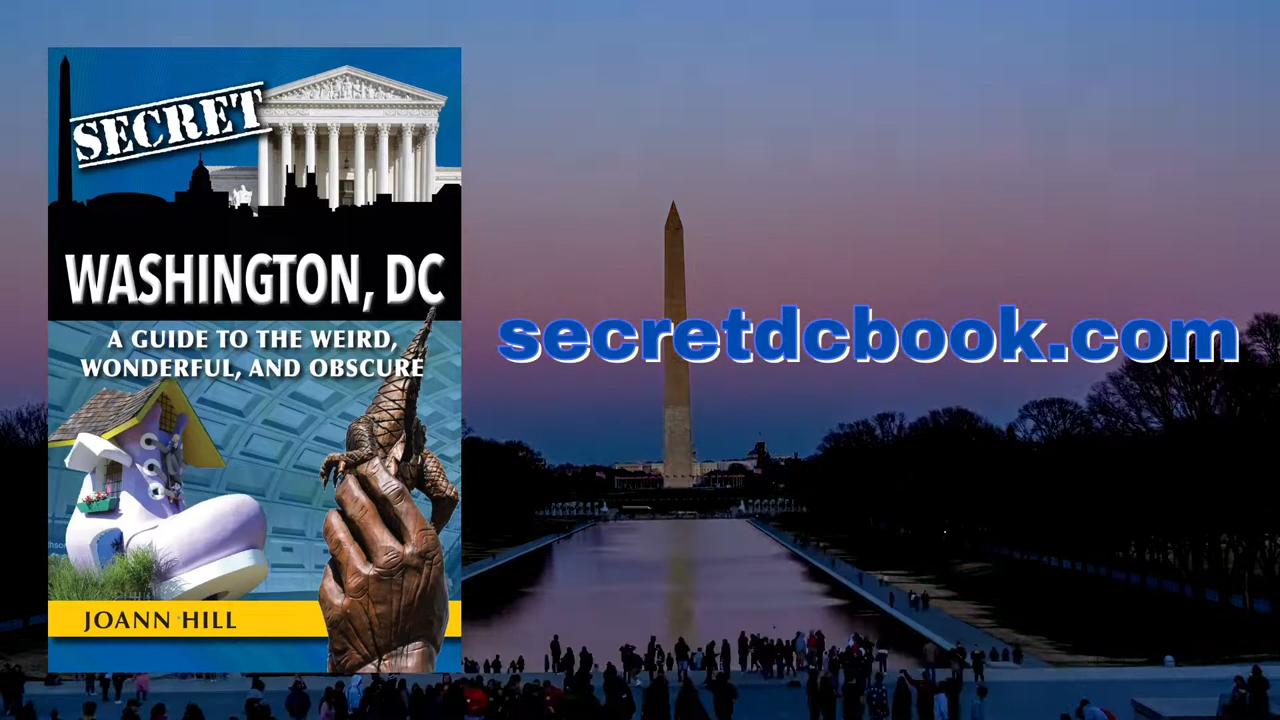 SECRET
WASHINGTON, DC
A GUIDE TO THE WEIRD,
WONDERFUL, AND OBSCURE
JOANN HILL
secretdcbook.com